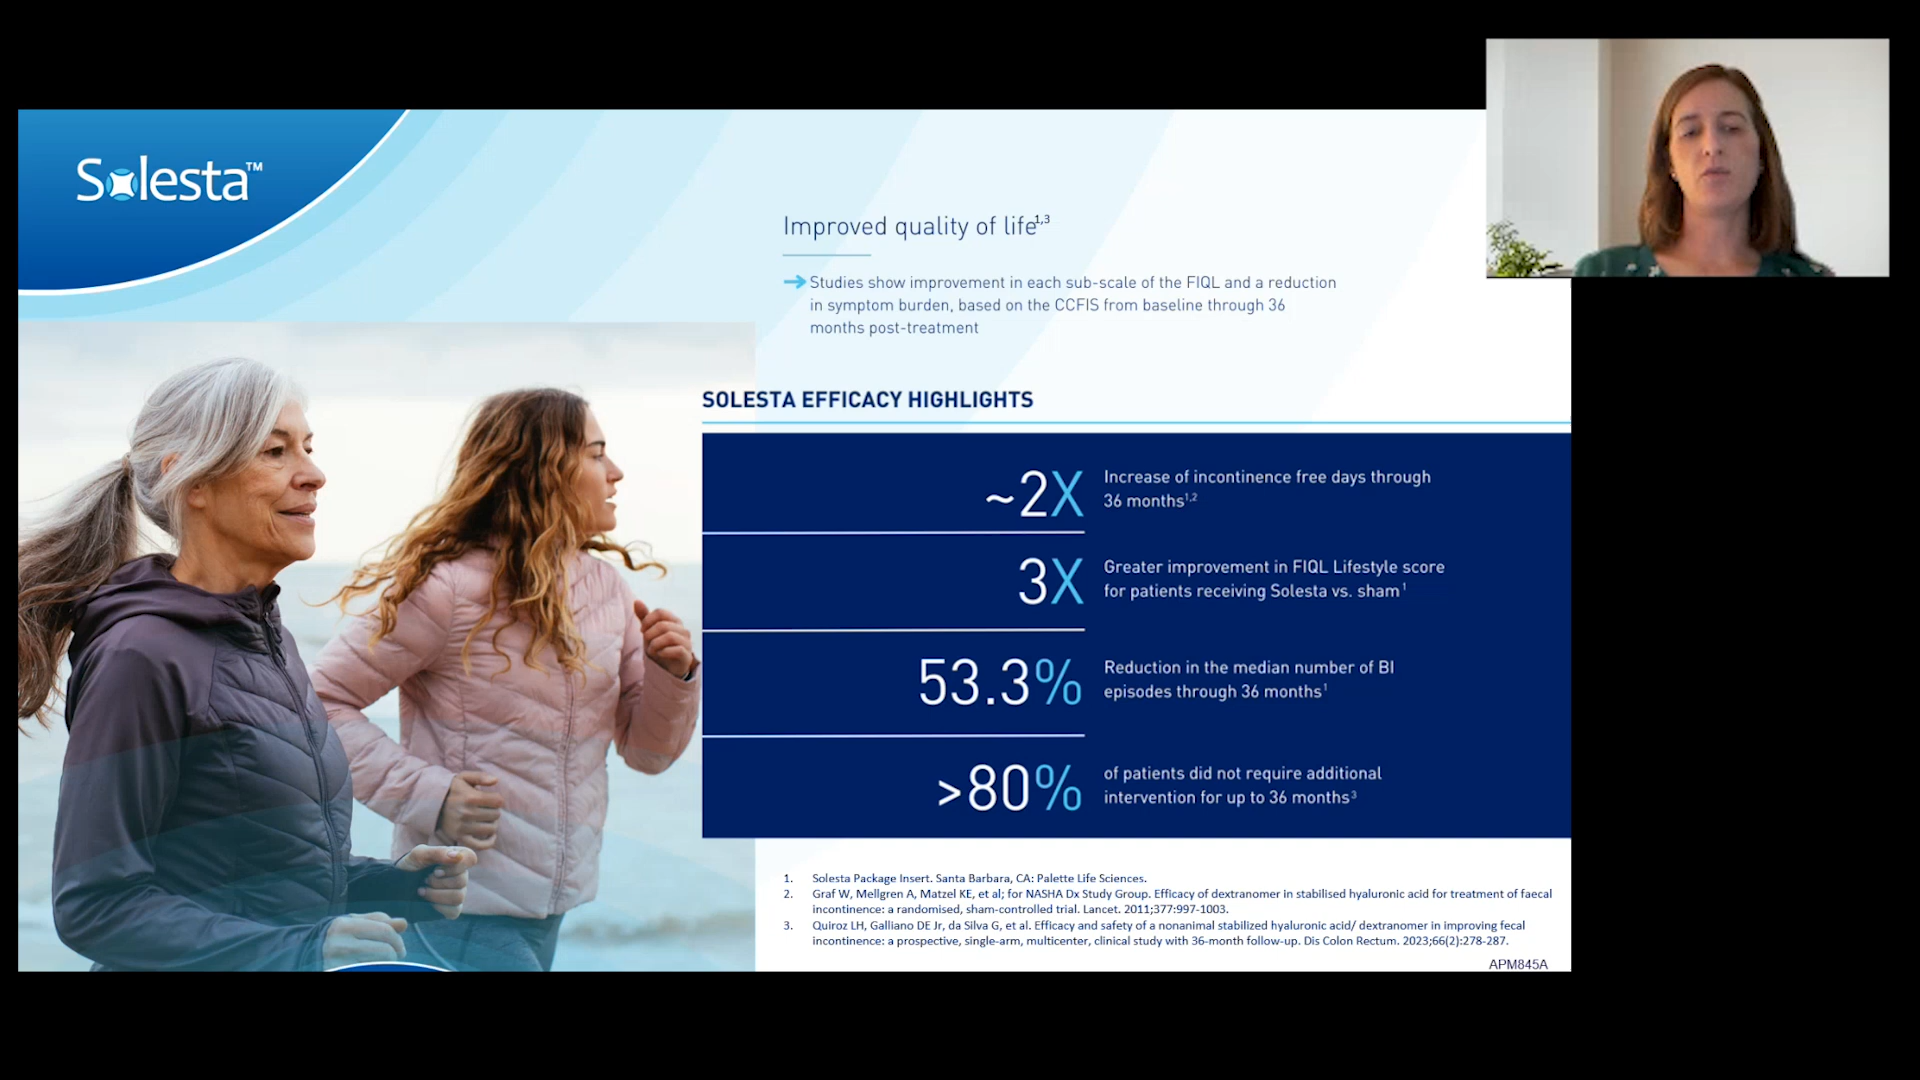 Solesta™
Improved quality of life1,3
Studies show improvement in each sub-scale of the FIQL and a reduction
in symptom burden, based on the CCFIS from baseline through 36
months post-treatment
SOLESTA EFFICACY HIGHLIGHTS
~2X
Increase of incontinence free days through
36 months1,2
3X
Greater improvement in FIQL Lifestyle score
for patients receiving Solesta vs. sham1
53.3%
Reduction in the median number of BI
episodes through 36 months1
>80%
of patients did not require additional
intervention for up to 36 months3
1. Solesta Package Insert. Santa Barbara, CA: Palette Life Sciences.
2. Graf W, Mellgren A, Matzel KE, et al; for NASHA Dx Study Group. Efficacy of dextranomer in stabilised hyaluronic acid for treatment of faecal
incontinence: a randomised, sham-controlled trial. Lancet. 2011;377:997-1003.
3. Quiroz LH, Galliano DE Jr, da Silva G, et al. Efficacy and safety of a nonanimal stabilized hyaluronic acid/ dextranomer in improving fecal
incontinence: a prospective, single-arm, multicenter, clinical study with 36-month follow-up. Dis Colon Rectum. 2023;66(2):278-287.
APM845A